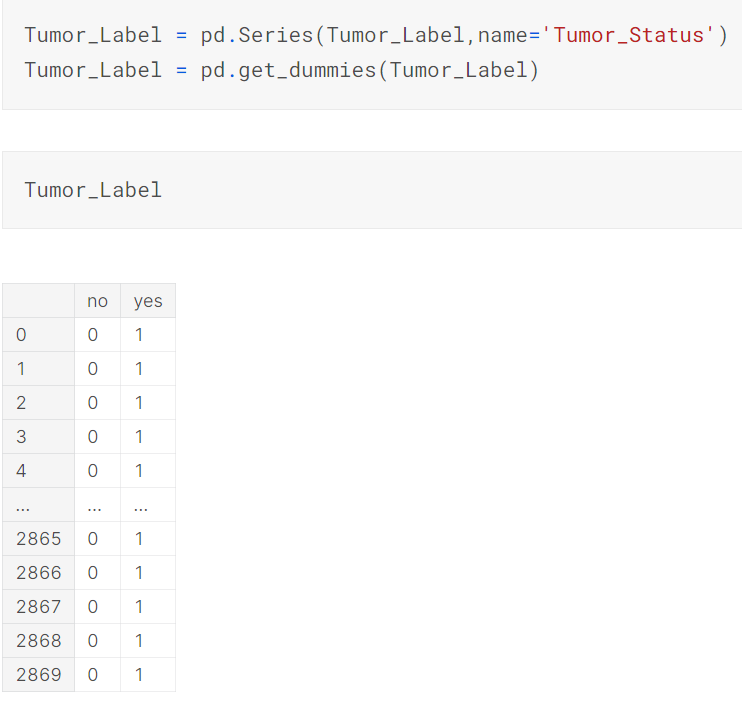 Tumor_Label = pd.Series(Tumor_Label,name='Tumor_Status')
Tumor_Label = pd.get_dummies(Tumor_Label)
Tumor_Label
no yes
0 0 1
1 0 1
2 0 1
3 0 1
4 0 1
... ... ...
2865 0 1
2866 0 1
2867 0 1
2868 0 1
2869 0 1